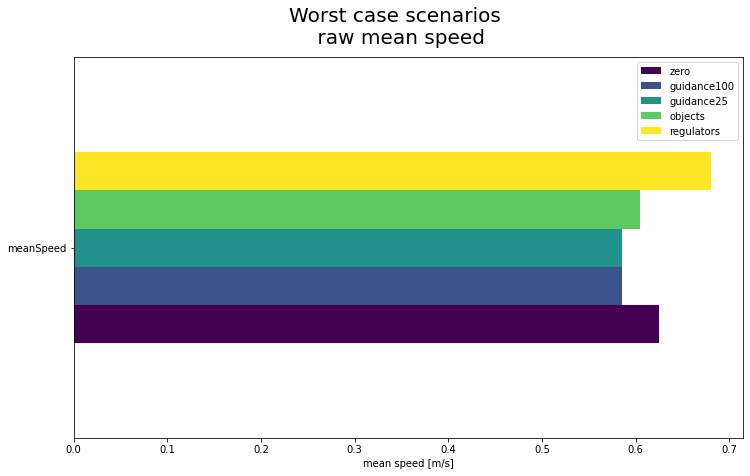 Worst case scenarios
raw mean speed
zero
guidance100
guidance25
objects
regulators
meanSpeed
0.0 0.1 0.2 0.3 0.4 0.5 0.6 0.7
mean speed [m/s]